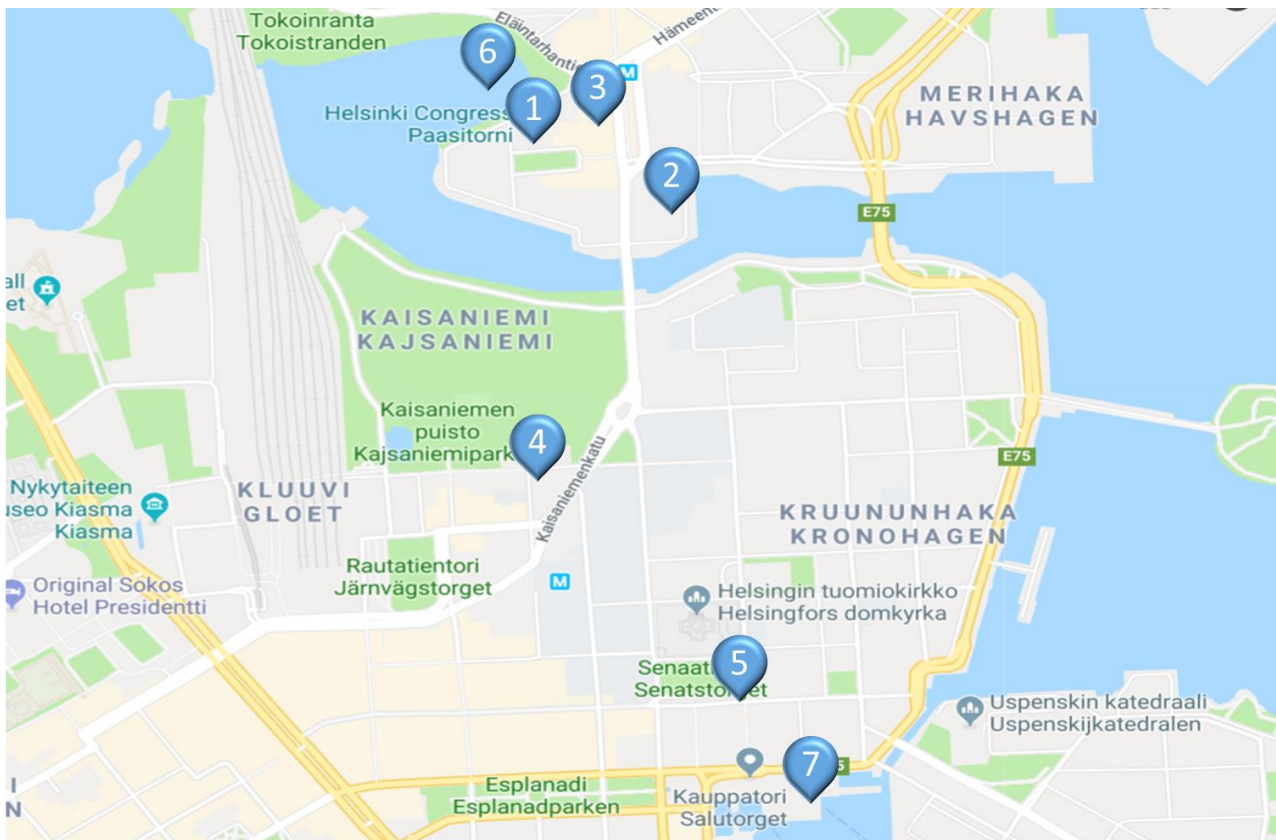 Tokoinranta
Tokoistranden
Eläintarhantie
Hämeent
6
3
M
1
Helsinki Congress
Paasitorni
MERIHAKA
HAVSHAGEN
2
E75
all
et
KAISANIEMI
KAJSANIEMI
Kaisaniemen
puisto
Kajsaniemipark
4
Kaisaniemenkatu
E75
Nykytaiteen
useo Kiasma
Kiasma
KLUUVI
GLOET
KRUUNUNHAKA
KRONOHAGEN
Rautatientori
Järnvägstorget
M
Original Sokos
Hotel Presidentti
Helsingin tuomiokirkko
Helsingfors domkyrka
5
Senaat
Senatstorget
Uspenskin katedraali
Uspenskijkatedralen
7
5
Esplanadi
Esplanadparken
Kauppatori
Salutorget
I
N